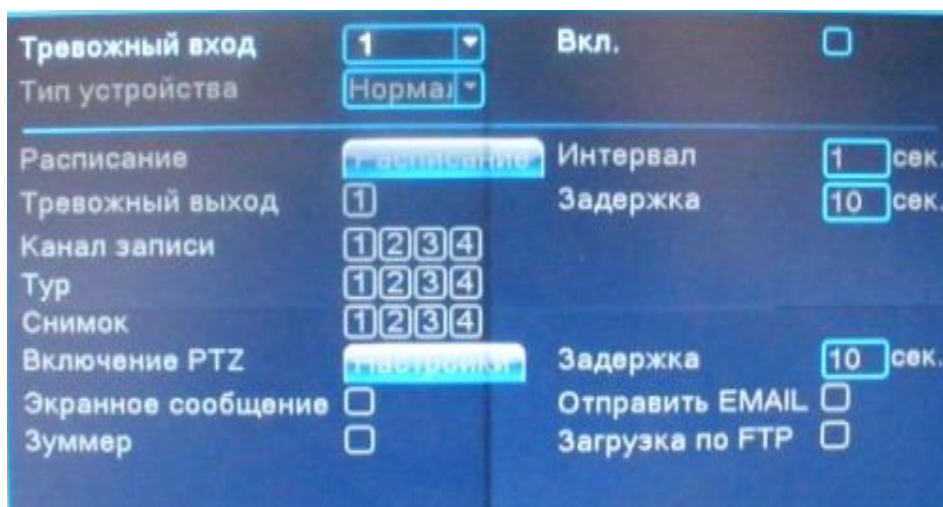 Тревожный вход 1 Вкл.
Тип устройства Нормал
Расписание Расписание Интервал 1 сек.
Тревожный выход 1 Задержка 10 сек.
Канал записи 1 2 3 4
Тур 1 2 3 4
Снимок 1 2 3 4
Включение PTZ Настройки Задержка 10 сек.
Экранное сообщение Отправить EMAIL
Зуммер Загрузка по FTP